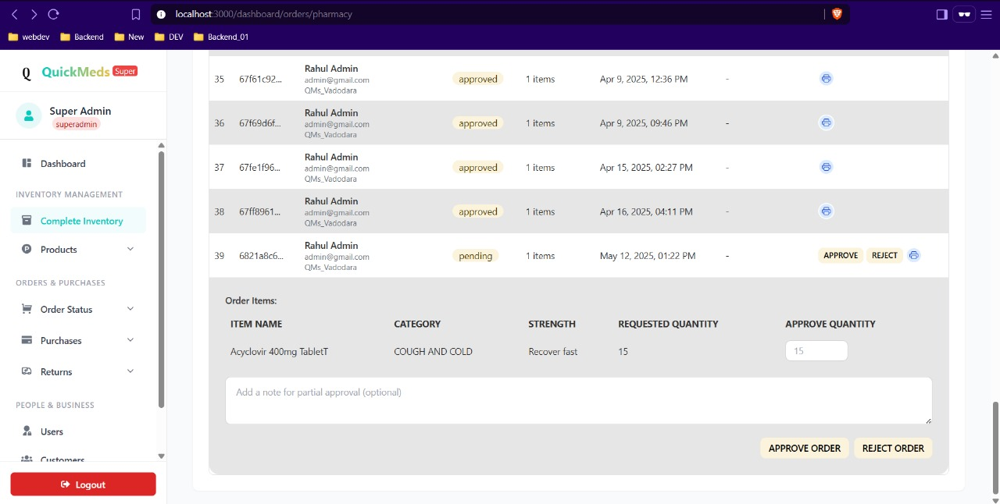 localhost:3000/dashboard/orders/pharmacy
webdev Backend New DEV Backend_01
Q QuickMeds Super
Super Admin
superadmin
Dashboard
INVENTORY MANAGEMENT
Complete Inventory
Products
ORDERS & PURCHASES
Order Status
Purchases
Returns
PEOPLE & BUSINESS
Users
Customers
Logout
35 67f61c92... Rahul Admin approved 1 items Apr 9, 2025, 12:36 PM -
admin@gmail.com
QMs_Vadodara
36 67f69d6f... Rahul Admin approved 1 items Apr 9, 2025, 09:46 PM -
admin@gmail.com
QMs_Vadodara
37 67fe1f96... Rahul Admin approved 1 items Apr 15, 2025, 02:27 PM -
admin@gmail.com
QMs_Vadodara
38 67ff8961... Rahul Admin approved 1 items Apr 16, 2025, 04:11 PM -
admin@gmail.com
QMs_Vadodara
39 6821a8c6... Rahul Admin pending 1 items May 12, 2025, 01:22 PM - APPROVE REJECT
admin@gmail.com
QMs_Vadodara
Order Items:
ITEM NAME CATEGORY STRENGTH REQUESTED QUANTITY APPROVE QUANTITY
Acyclovir 400mg TabletT COUGH AND COLD Recover fast 15 15
Add a note for partial approval (optional)
APPROVE ORDER REJECT ORDER